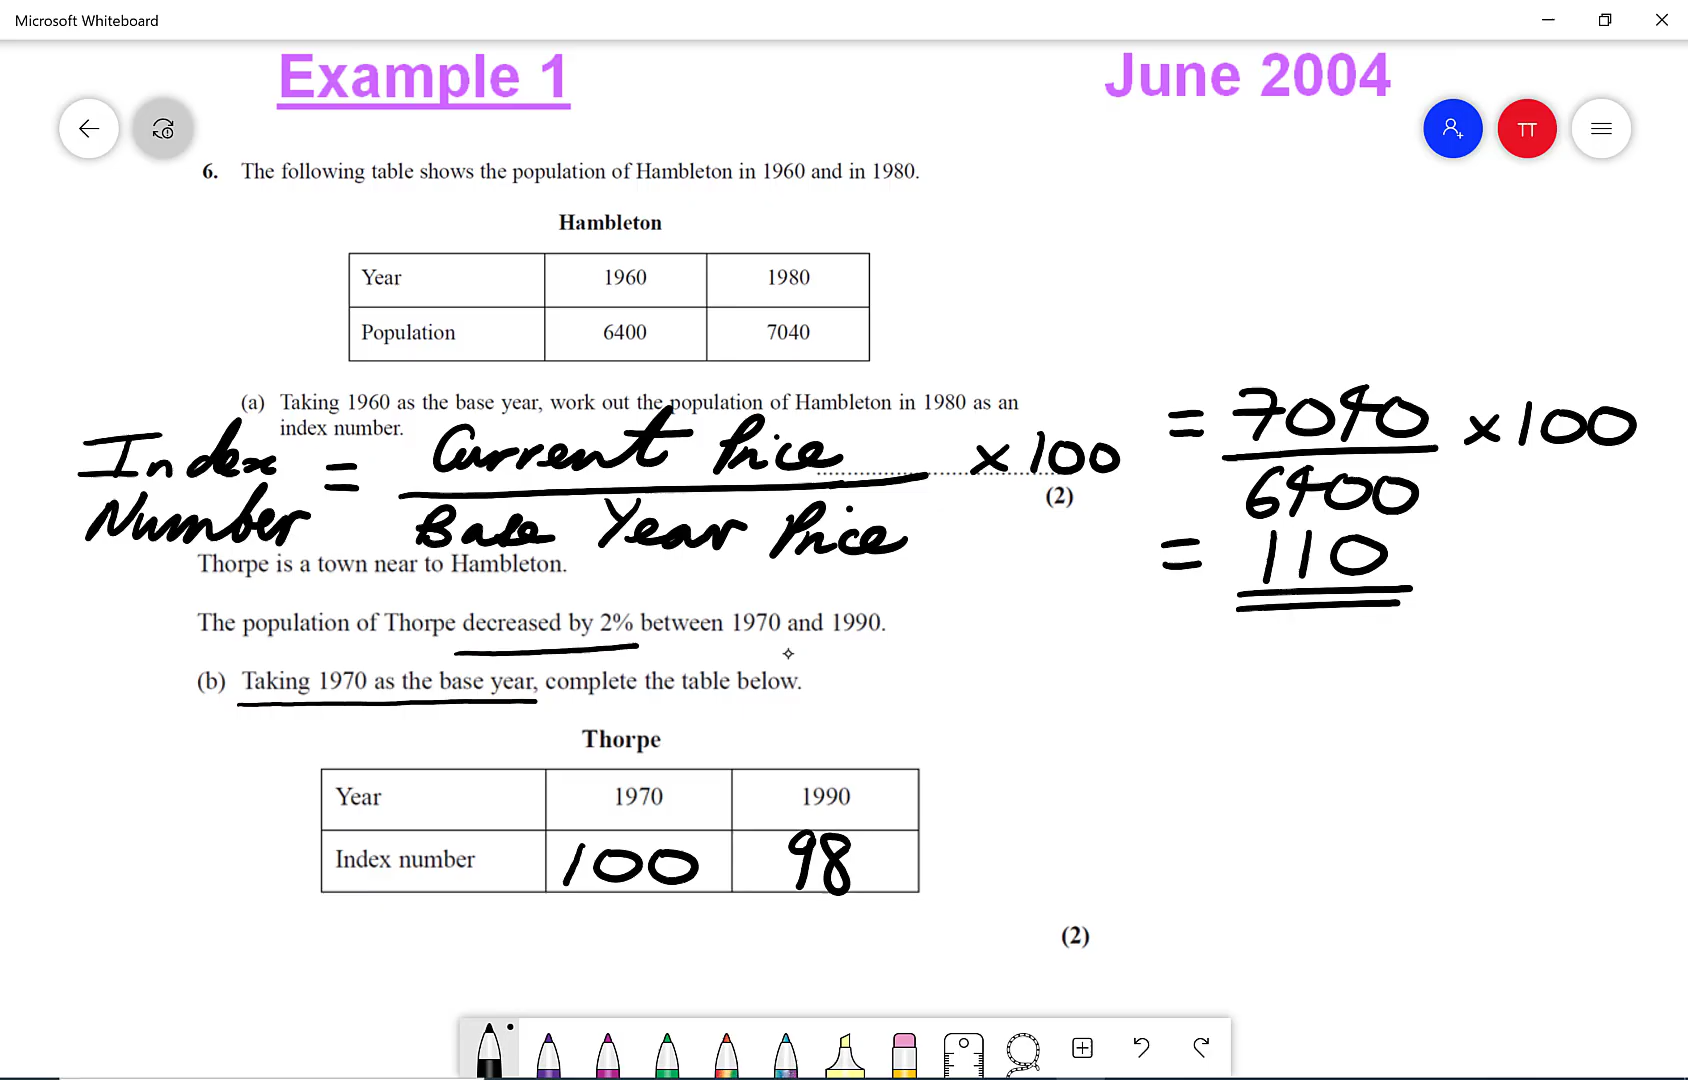 Microsoft Whiteboard
Example 1
June 2004
TT
6. The following table shows the population of Hambleton in 1960 and in 1980.
Hambleton
Year 1960 1980
Population 6400 7040
(a) Taking 1960 as the base year, work out the population of Hambleton in 1980 as an
index number.
Index Number = Current Price / Base Year Price × 100
= 7040 / 6400 × 100
= 110
(2)
Thorpe is a town near to Hambleton.
The population of Thorpe decreased by 2% between 1970 and 1990.
(b) Taking 1970 as the base year, complete the table below.
Thorpe
Year 1970 1990
Index number 100 98
(2)